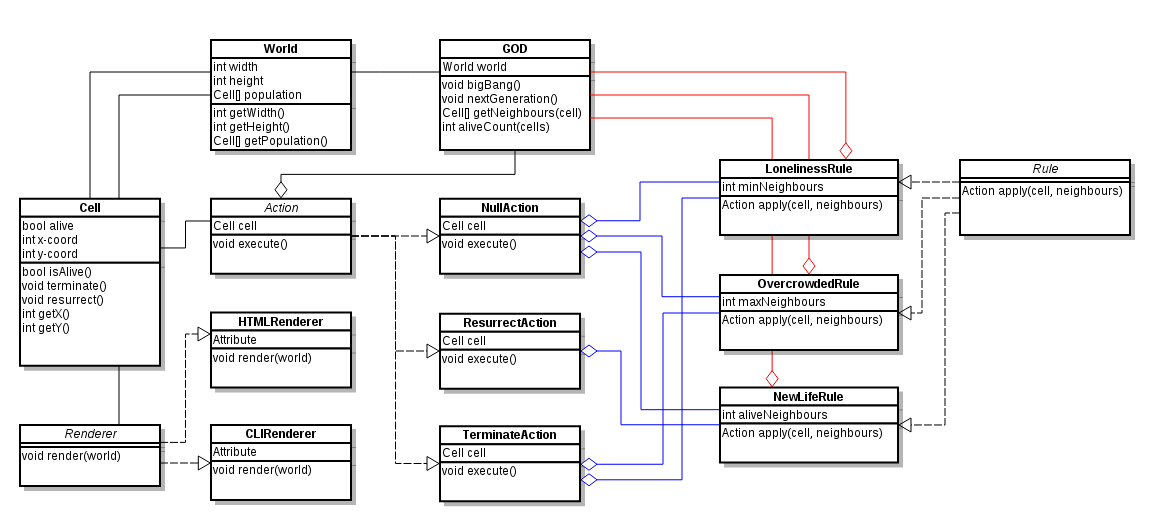 World
int width
int height
Cell[] population
int getWidth()
int getHeight()
Cell[] getPopulation()
GOD
World world
void bigBang()
void nextGeneration()
Cell[] getNeighbours(cell)
int aliveCount(cells)
LonelinessRule
int minNeighbours
Action apply(cell, neighbours)
Rule
Action apply(cell, neighbours)
Cell
bool alive
int x-coord
int y-coord
bool isAlive()
void terminate()
void resurrect()
int getX()
int getY()
Action
Cell cell
void execute()
NullAction
Cell cell
void execute()
OvercrowdedRule
int maxNeighbours
Action apply(cell, neighbours)
HTMLRenderer
Attribute
void render(world)
ResurrectAction
Cell cell
void execute()
NewLifeRule
int aliveNeighbours
Action apply(cell, neighbours)
Renderer
void render(world)
CLIRenderer
Attribute
void render(world)
TerminateAction
Cell cell
void execute()